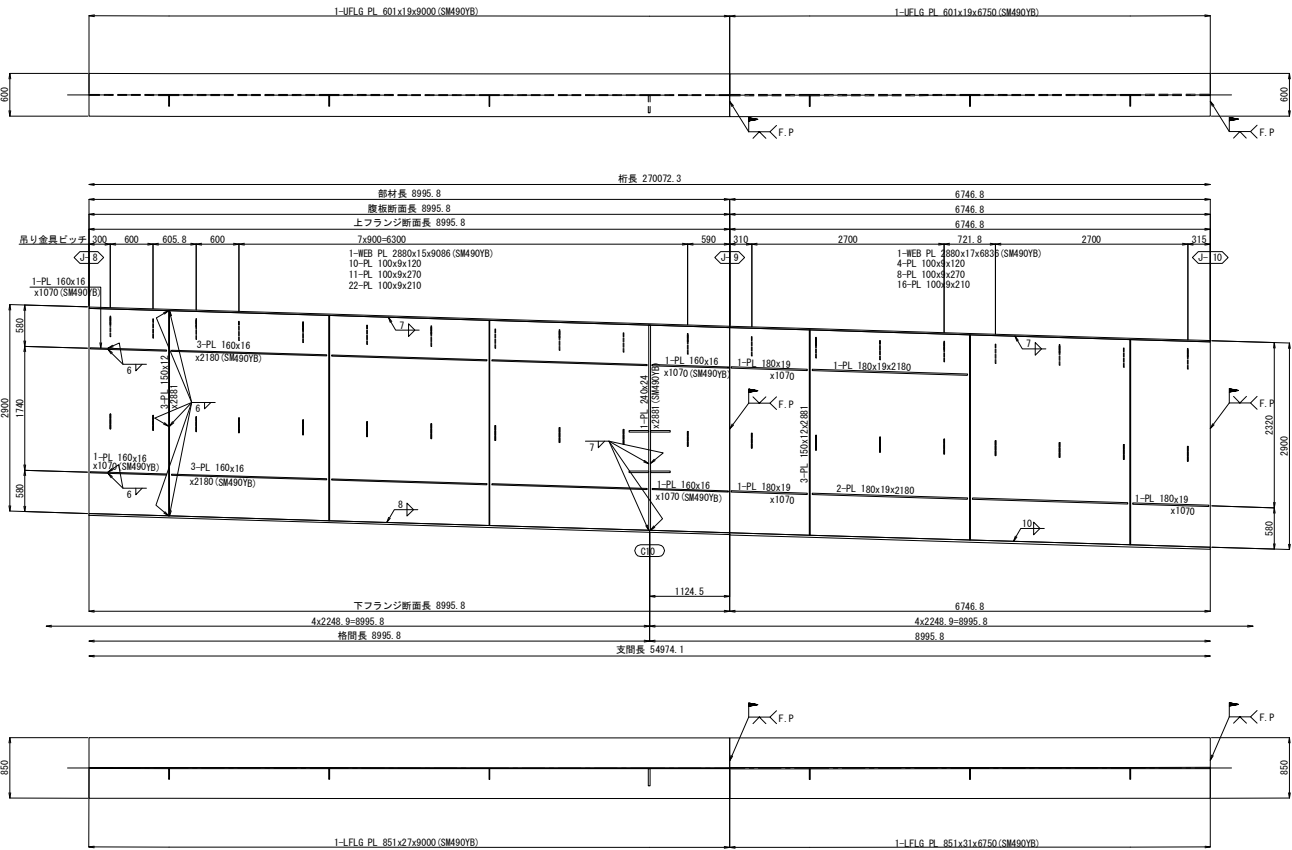 1-UFLG PL 601x19x9000(SM490YB)
1-UFLG PL 601x19x6750(SM490YB)
600
600
F.P
F.P
桁長 270072.3
部材長 8995.8
6746.8
腹板断面長 8995.8
6746.8
上フランジ断面長 8995.8
6746.8
吊り金具ピッチ 300 600 605.8 600 7x900=6300 590 310 2700 721.8 2700 315
J-8
J-9
J-10
1-WEB PL 2880x15x9086(SM490YB)
10-PL 100x9x120
11-PL 100x9x270
22-PL 100x9x210
1-WEB PL 2880x17x6836(SM490YB)
4-PL 100x9x120
8-PL 100x9x270
16-PL 100x9x210
1-PL 160x16
x1070(SM490YB)
580
1740
580
2900
7
7
3-PL 160x16
x2180(SM490YB)
6
3-PL 150x12
x2881
6
1-PL 160x16
x1070(SM490YB)
1-PL 180x19
x1070
1-PL 180x19x2180
1-PL 240x24
x2881(SM490YB)
F.P
F.P
2320
580
2900
7
3-PL 150x12x2881
1-PL 160x16
x1070(SM490YB)
3-PL 160x16
x2180(SM490YB)
6
1-PL 160x16
x1070(SM490YB)
1-PL 180x19
x1070
2-PL 180x19x2180
1-PL 180x19
x1070
8
10
C10
1124.5
下フランジ断面長 8995.8
6746.8
4x2248.9=8995.8
4x2248.9=8995.8
格間長 8995.8
8995.8
支間長 54974.1
F.P
F.P
850
850
1-LFLG PL 851x27x9000(SM490YB)
1-LFLG PL 851x31x6750(SM490YB)